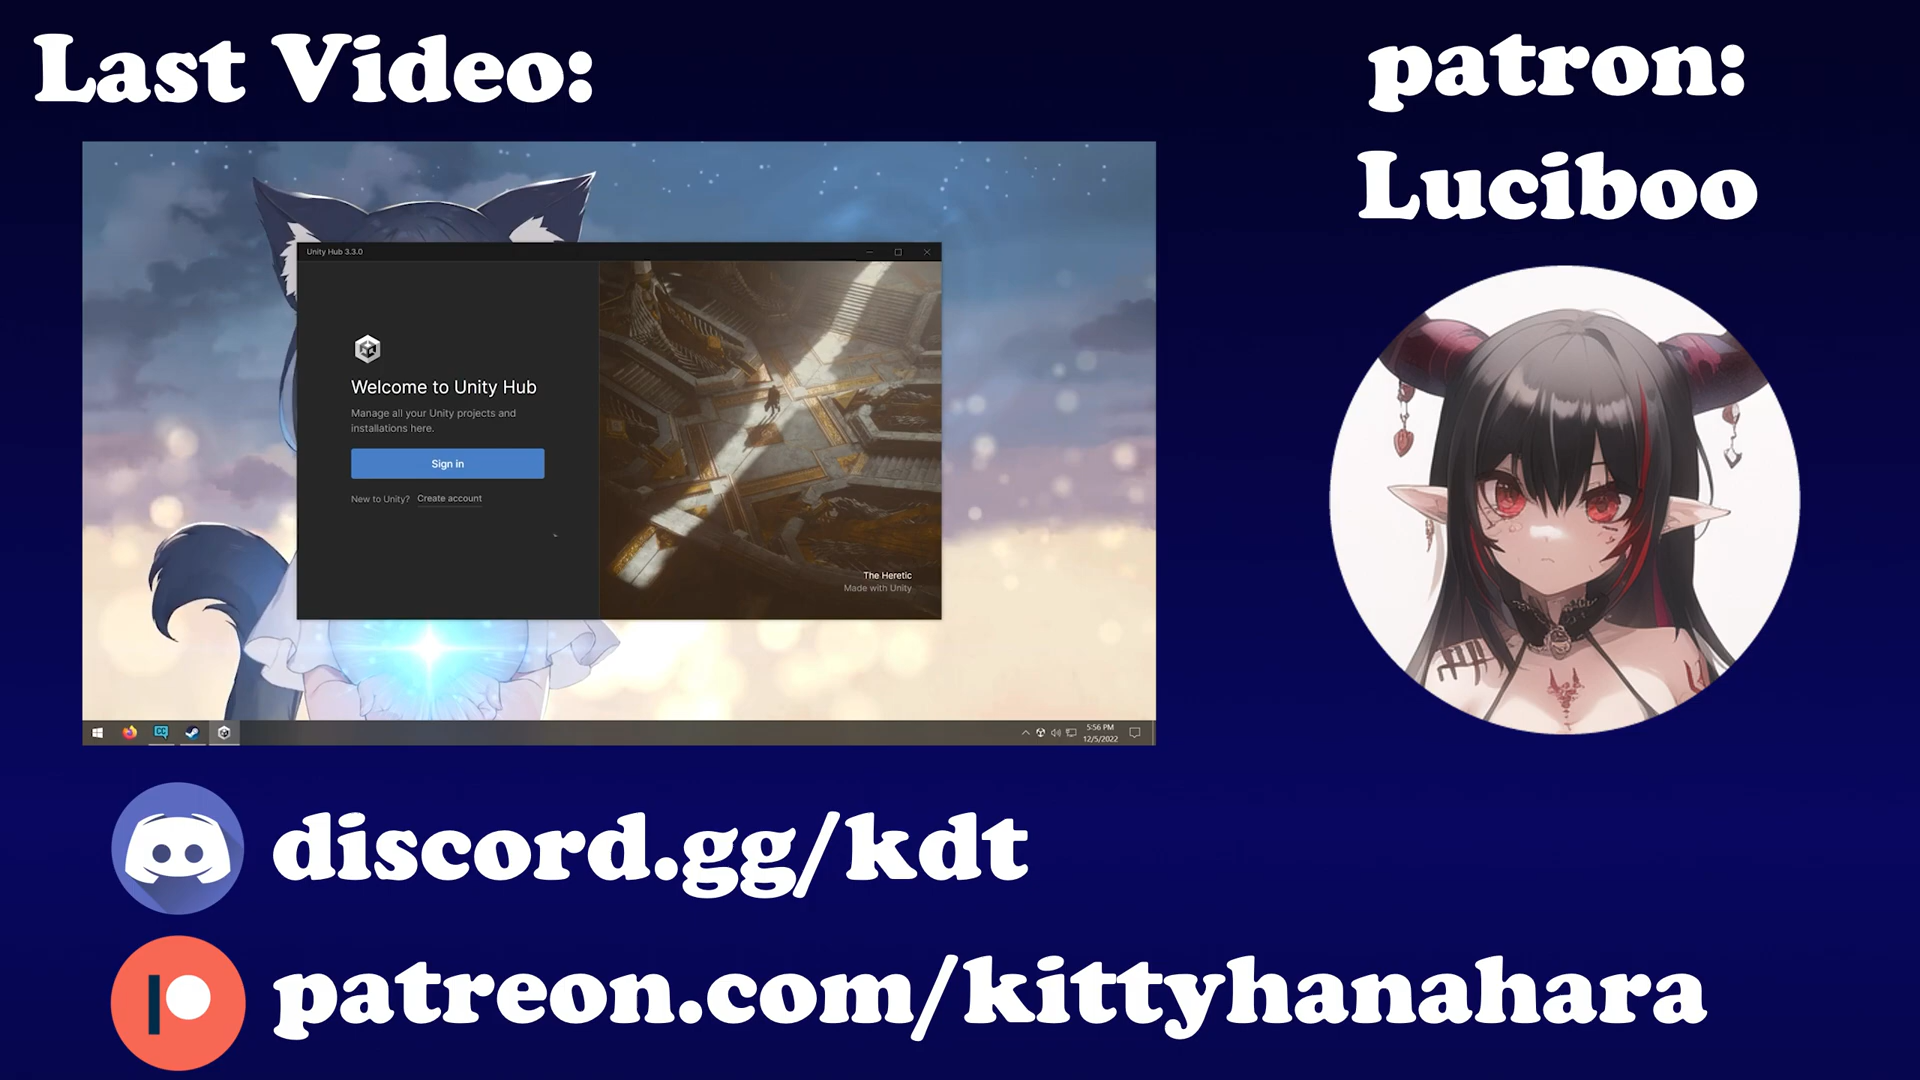 Last Video:
patron:
Luciboo
Unity Hub 3.3.0
Welcome to Unity Hub
Manage all your Unity projects and
installations here.
Sign in
New to Unity? Create account
The Heretic
Made with Unity
CC
5:56 PM
12/5/2022
discord.gg/kdt
patreon.com/kittyhanahara